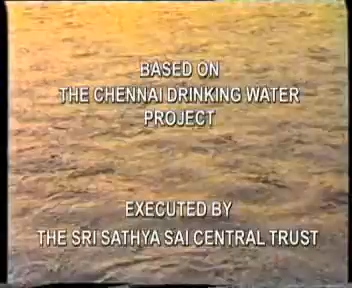 BASED ON
THE CHENNAI DRINKING WATER
PROJECT
EXECUTED BY
THE SRI SATHYA SAI CENTRAL TRUST